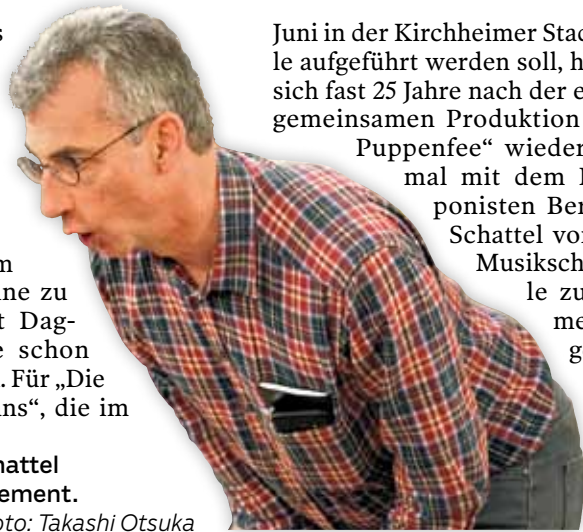 s
m
ne zu
t Dag-
e schon
. Für „Die
ns“, die im
hattel
ement.
oto: Takashi Otsuka
Juni in der Kirchheimer Stad
le aufgeführt werden soll, h
sich fast 25 Jahre nach der e
gemeinsamen Produktion
Puppenfee“ wieder
mal mit dem
ponisten Ber
Schattel vo
Musiksch
le zu
me
g